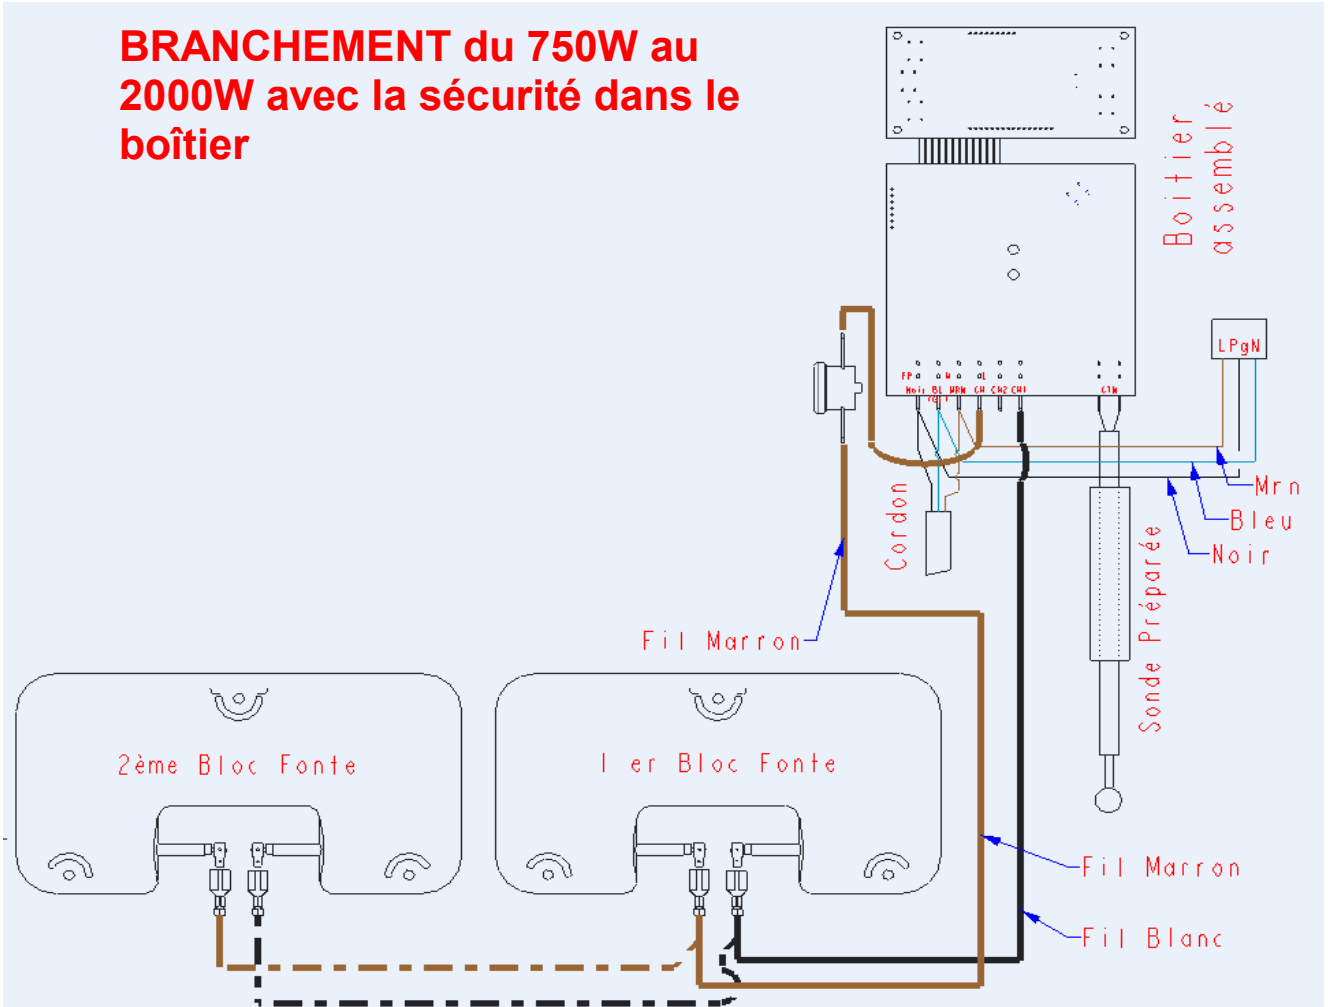 BRANCHEMENT du 750W au
2000W avec la sécurité dans le
boîtier
Boîtier
assemblé
LPgN
FP N L
Noir BL MRN CH CH2 CH1 CTN
Mrn
Bleu
Noir
Cordon
Sonde Préparée
Fil Marron
2ème Bloc Fonte
1 er Bloc Fonte
Fil Marron
Fil Blanc